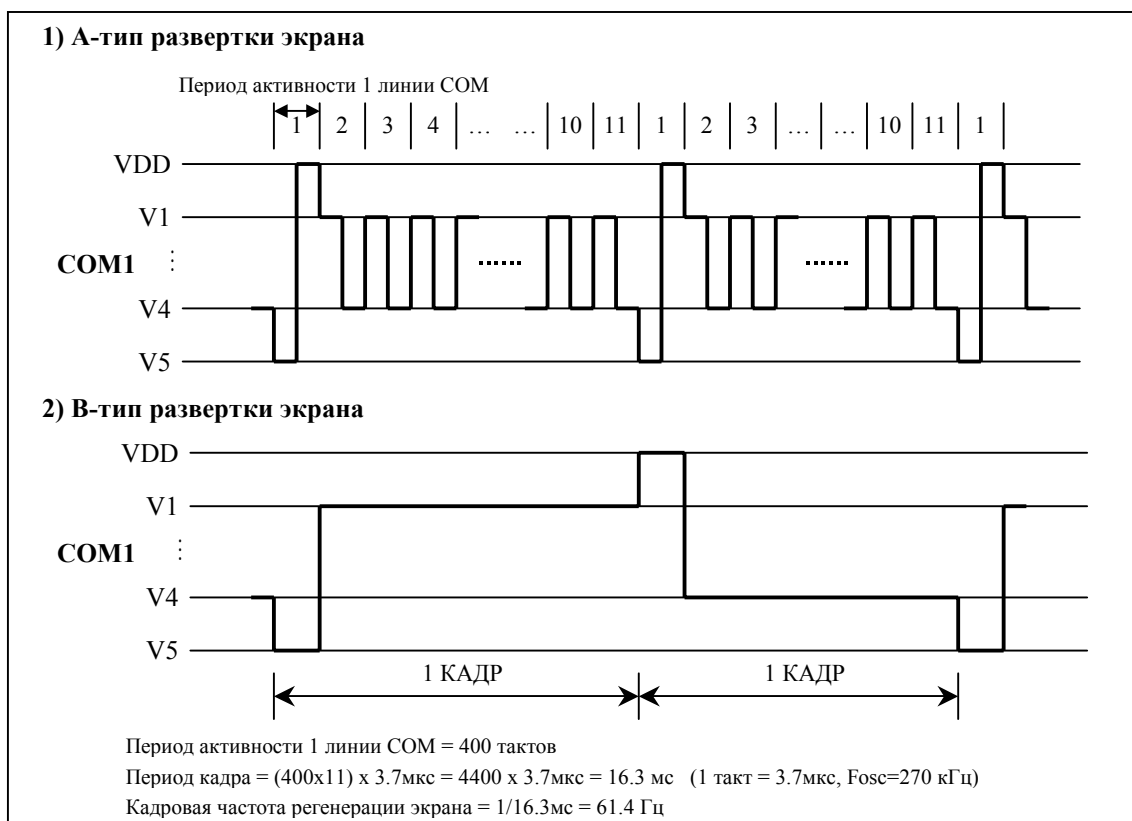 1) А-тип развертки экрана
Период активности 1 линии COM
1 2 3 4 … … 10 11 1 2 3 … … 10 11 1
VDD
V1
COM1
V4
V5
2) В-тип развертки экрана
VDD
V1
COM1
V4
V5
1 КАДР 1 КАДР
Период активности 1 линии COM = 400 тактов
Период кадра = (400x11) x 3.7мкс = 4400 x 3.7мкс = 16.3 мс (1 такт = 3.7мкс, Fosc=270 кГц)
Кадровая частота регенерации экрана = 1/16.3мс = 61.4 Гц